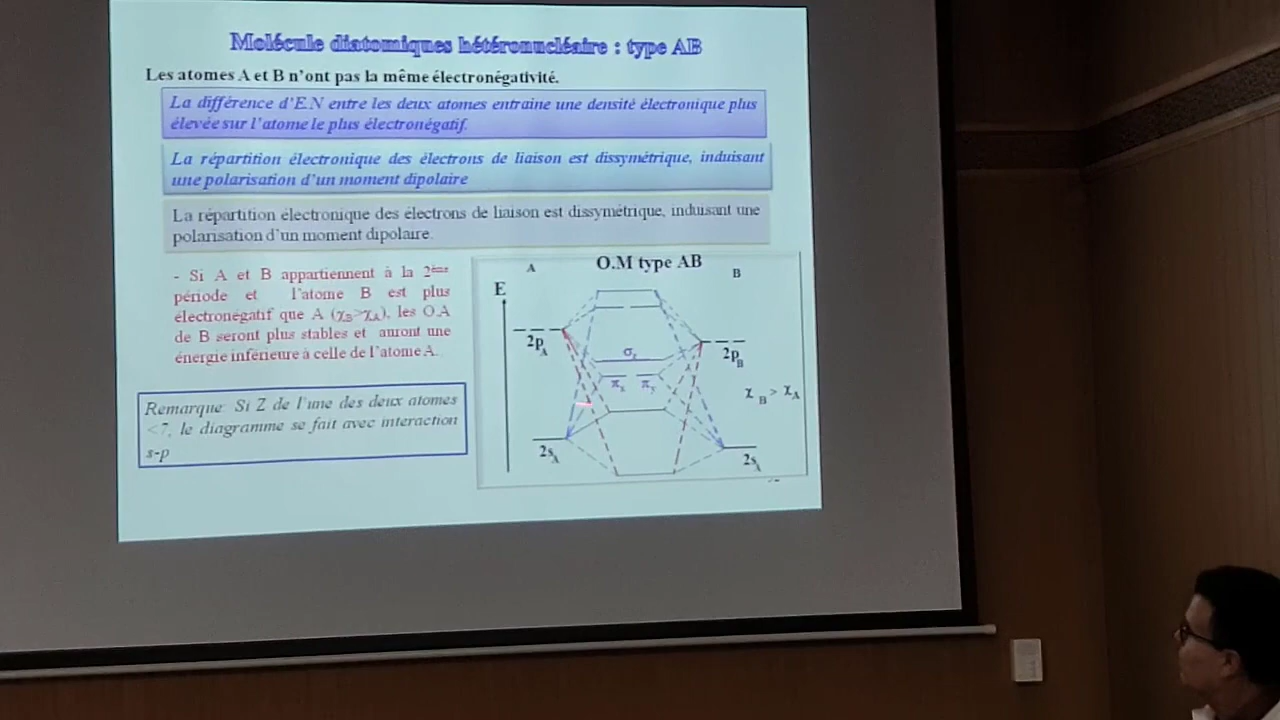 Molécule diatomiques hétéronucléaire : type AB
Les atomes A et B n'ont pas la même électronégativité.
La différence d'E.N entre les deux atomes entraine une densité électronique plus
élevée sur l'atome le plus électronégatif.
La répartition électronique des électrons de liaison est dissymétrique, induisant
une polarisation d'un moment dipolaire
La répartition électronique des électrons de liaison est dissymétrique, induisant une
polarisation d'un moment dipolaire.
- Si A et B appartiennent à la 2ème
période et l'atome B est plus
électronégatif que A (χB>χA), les O.A
de B seront plus stables et auront une
énergie inférieure à celle de l'atome A.
Remarque: Si Z de l'une des deux atomes
<7, le diagramme se fait avec interaction
s-p
A O.M type AB B
E
2pA
2pB
σz
πx πy
χB > χA
2sA
2sA